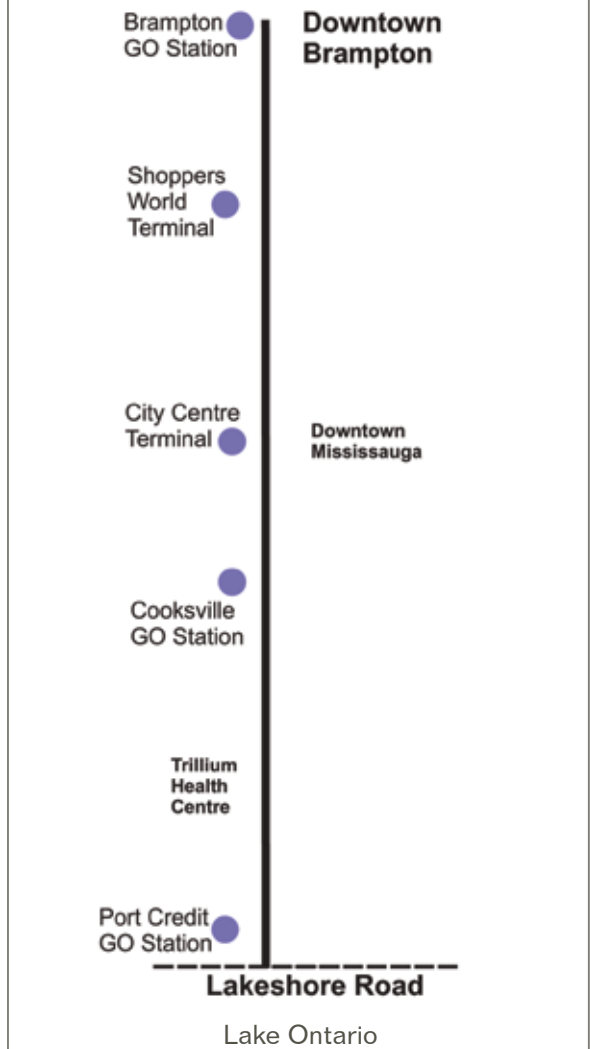 Brampton
GO Station
Downtown
Brampton
Shoppers
World
Terminal
City Centre
Terminal
Downtown
Mississauga
Cooksville
GO Station
Trillium
Health
Centre
Port Credit
GO Station
Lakeshore Road
Lake Ontario